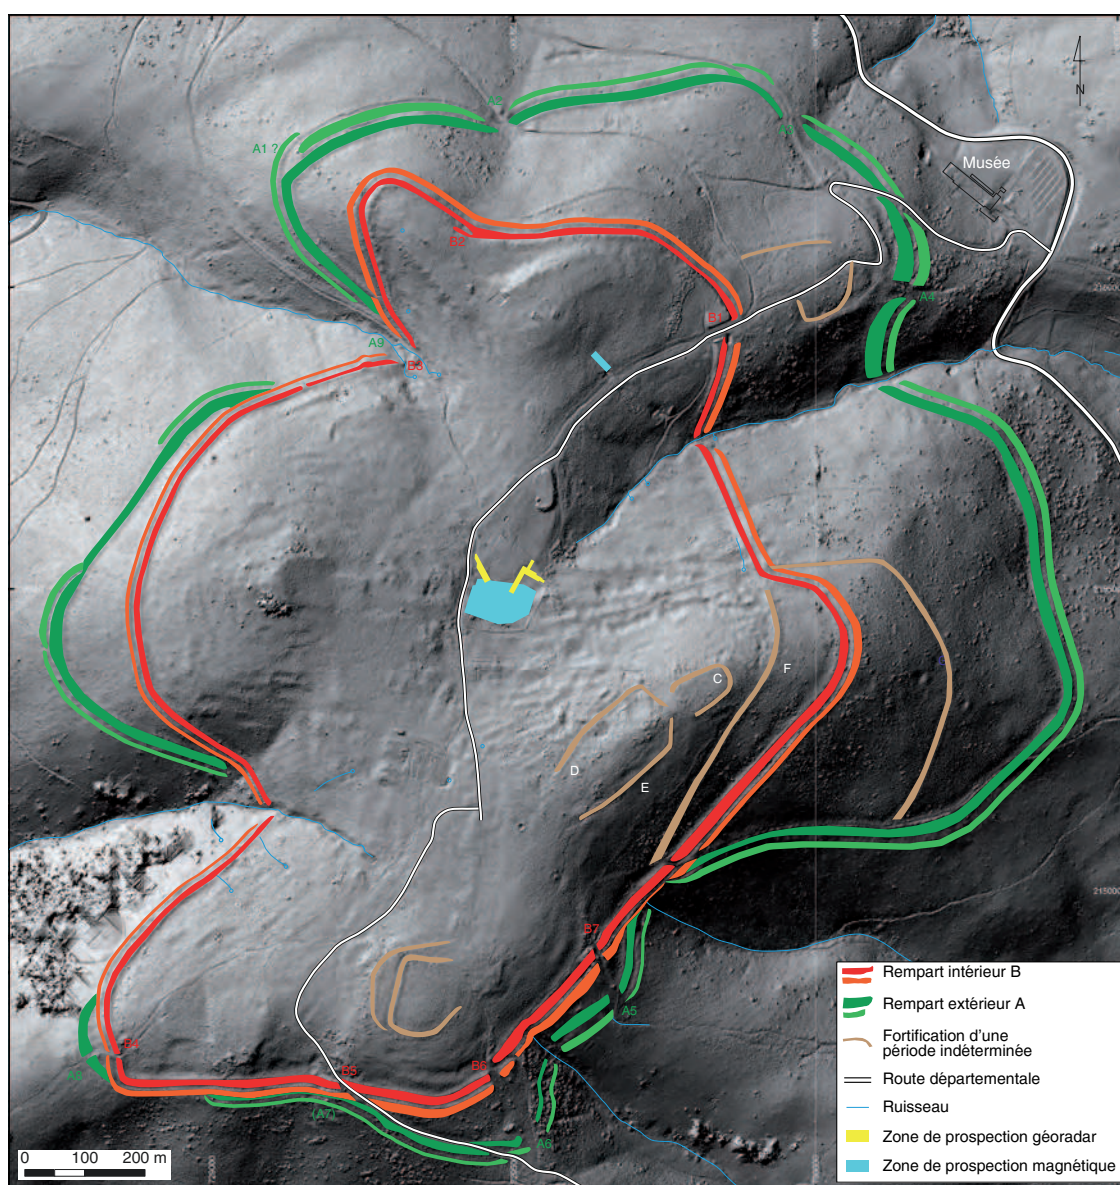 N
A2
A1 ?
A3
Musée
B2
A4
B1
A9
B3
C
F
D
E
B7
A5
B4
B5
B6
A8
(A7)
A6
215000
Rempart intérieur B
Rempart extérieur A
Fortification d'une
période indéterminée
Route départementale
Ruisseau
Zone de prospection géoradar
Zone de prospection magnétique
0 100 200 m